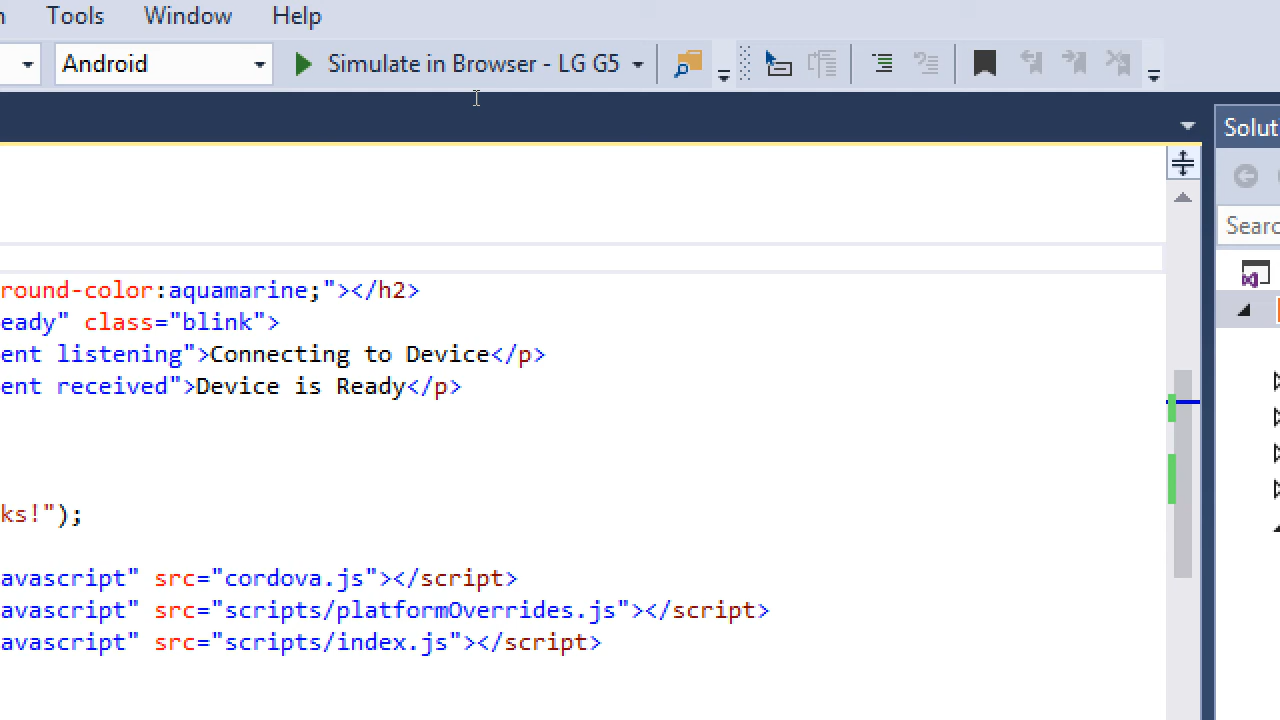 Tools Window Help
Android Simulate in Browser - LG G5
Solut
Searc
round-color:aquamarine;"></h2>
eady" class="blink">
ent listening">Connecting to Device</p>
ent received">Device is Ready</p>
ks!");
avascript" src="cordova.js"></script>
avascript" src="scripts/platformOverrides.js"></script>
avascript" src="scripts/index.js"></script>